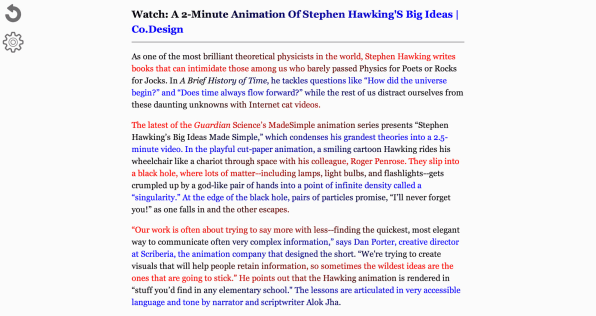 Watch: A 2-Minute Animation Of Stephen Hawking'S Big Ideas |
Co.Design
As one of the most brilliant theoretical physicists in the world, Stephen Hawking writes
books that can intimidate those among us who barely passed Physics for Poets or Rocks
for Jocks. In A Brief History of Time, he tackles questions like “How did the universe
begin?” and “Does time always flow forward?” while the rest of us distract ourselves from
these daunting unknowns with Internet cat videos.
The latest of the Guardian Science's MadeSimple animation series presents “Stephen
Hawking's Big Ideas Made Simple,” which condenses his grandest theories into a 2.5-
minute video. In the playful cut-paper animation, a smiling cartoon Hawking rides his
wheelchair like a chariot through space with his colleague, Roger Penrose. They slip into
a black hole, where lots of matter--including lamps, light bulbs, and flashlights--gets
crumpled up by a god-like pair of hands into a point of infinite density called a
“singularity.” At the edge of the black hole, pairs of particles promise, “I'll never forget
you!” as one falls in and the other escapes.
“Our work is often about trying to say more with less--finding the quickest, most elegant
way to communicate often very complex information,” says Dan Porter, creative director
at Scriberia, the animation company that designed the short. “We're trying to create
visuals that will help people retain information, so sometimes the wildest ideas are the
ones that are going to stick.” He points out that the Hawking animation is rendered in
“stuff you'd find in any elementary school.” The lessons are articulated in very accessible
language and tone by narrator and scriptwriter Alok Jha.